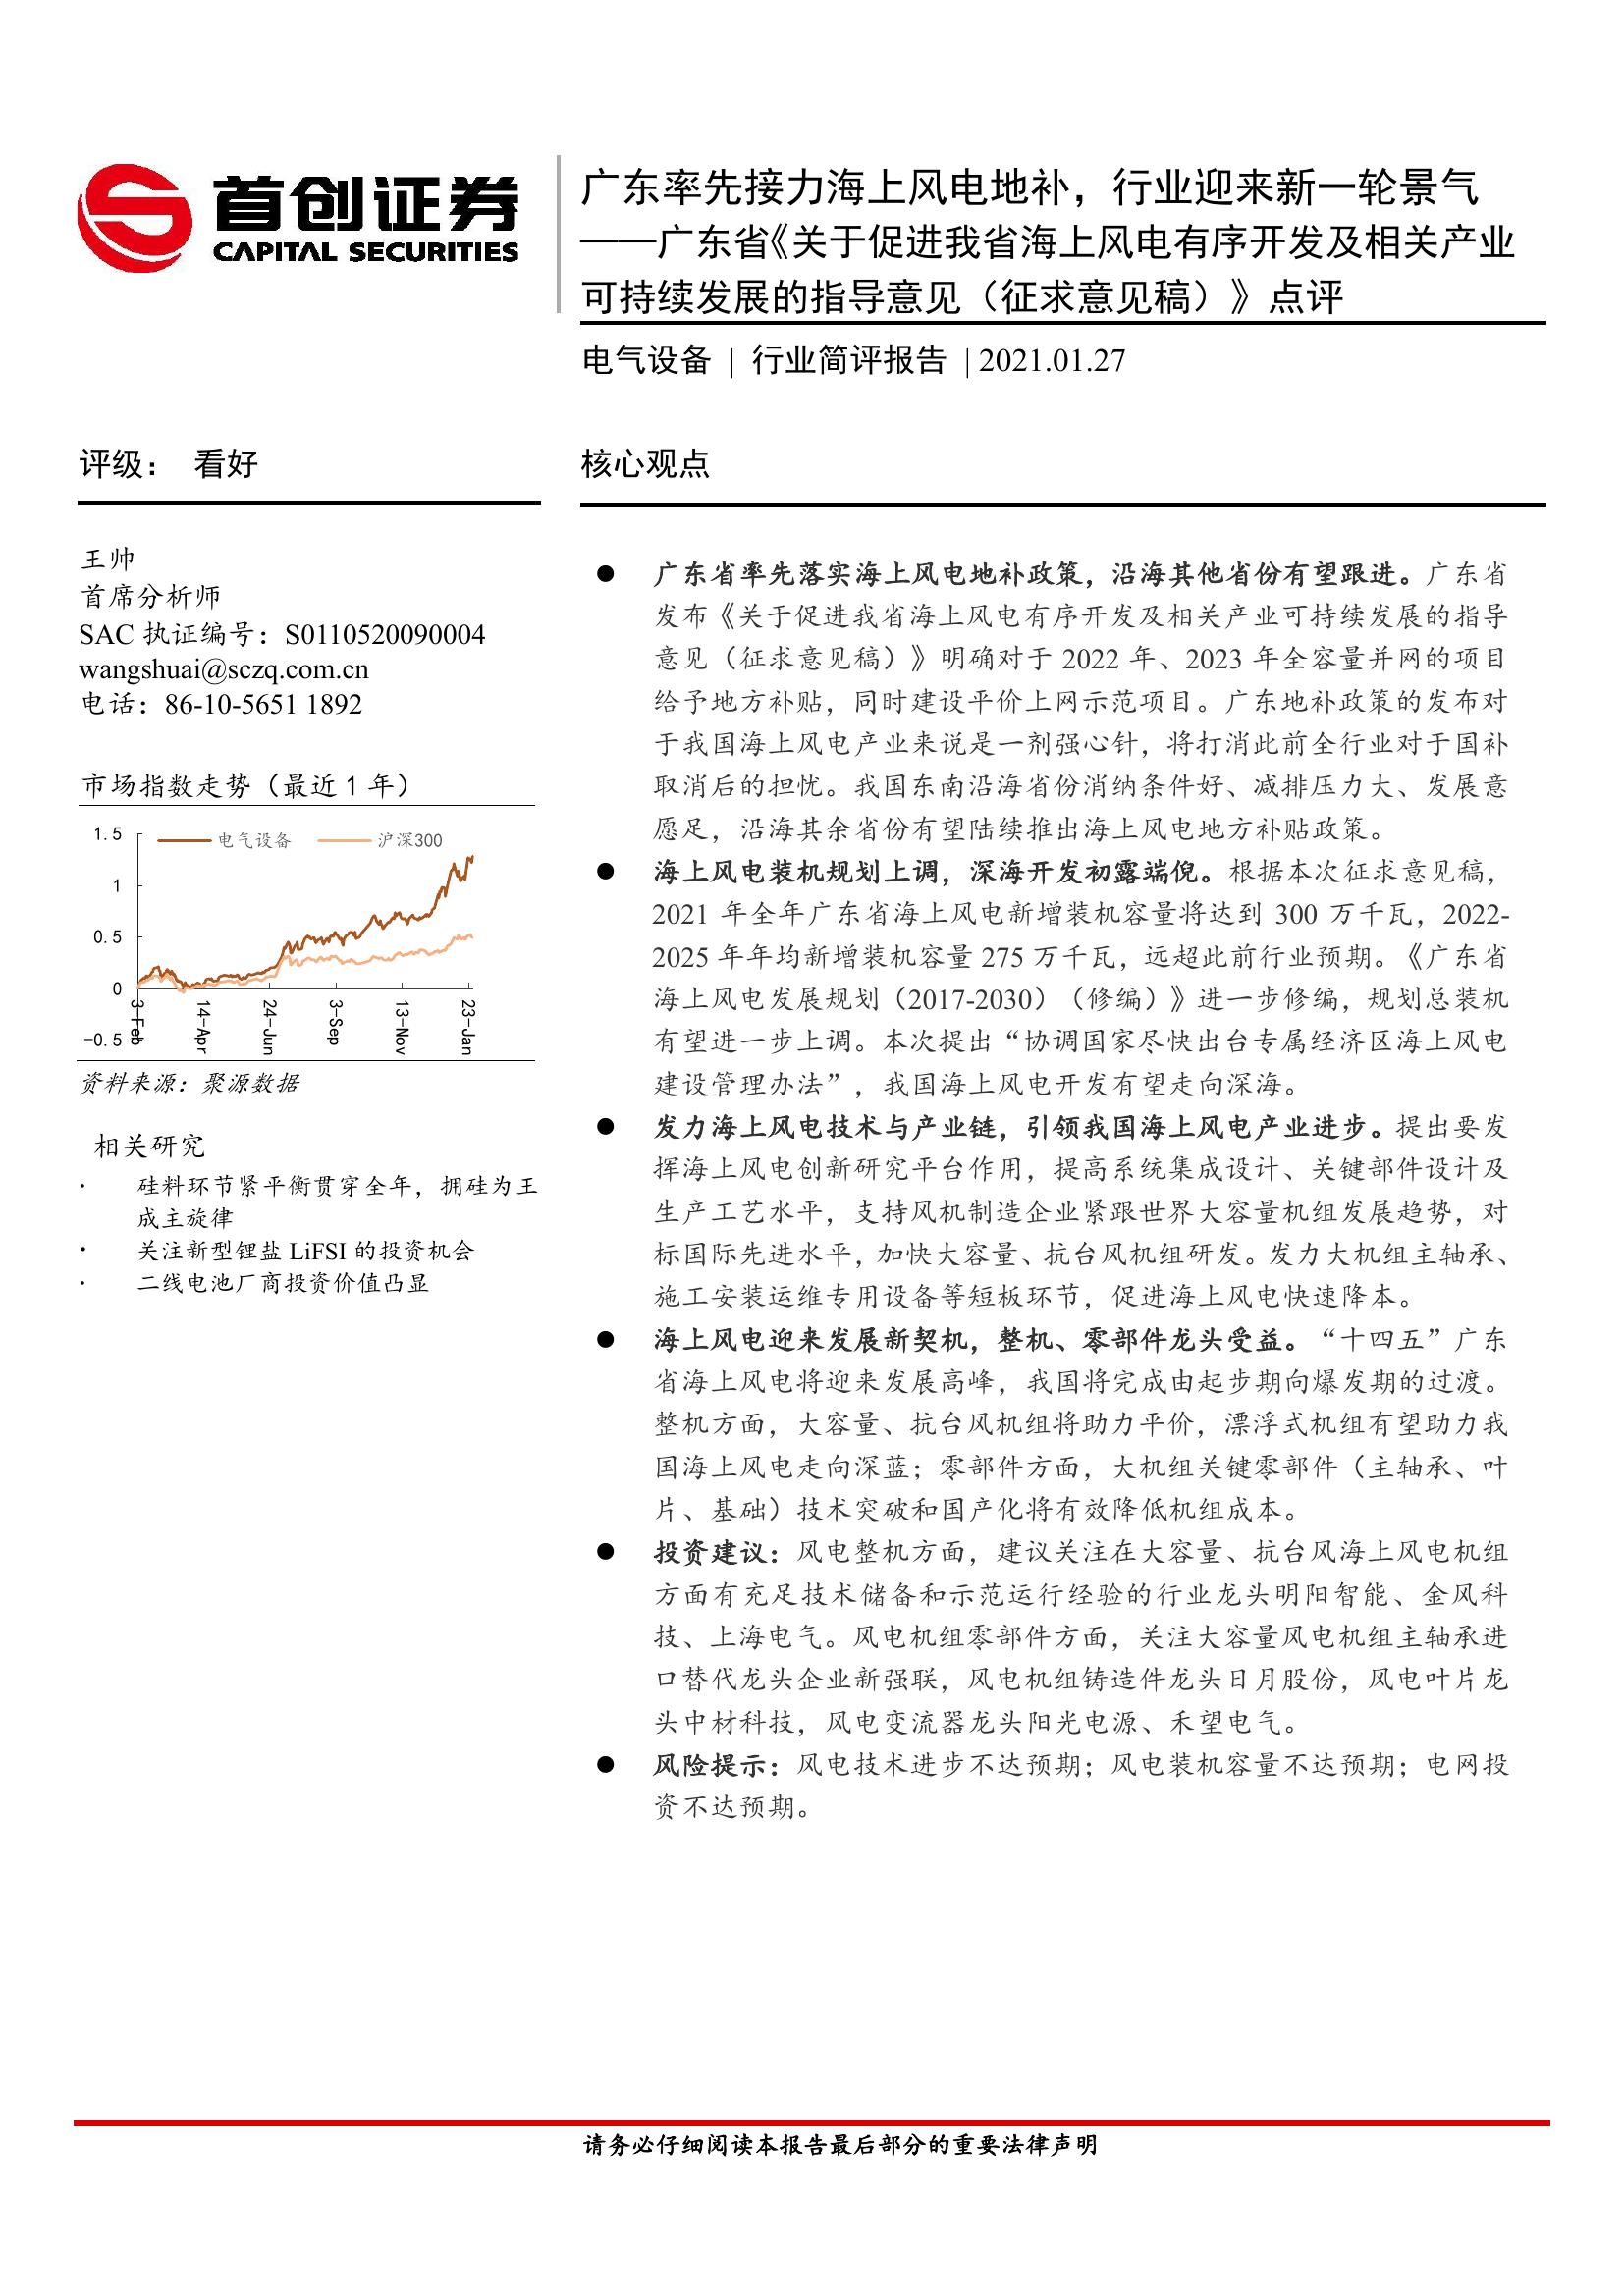 首创证券
CAPITAL SECURITIES
广东率先接力海上风电地补，行业迎来新一轮景气
——广东省《关于促进我省海上风电有序开发及相关产业
可持续发展的指导意见（征求意见稿）》点评
电气设备 | 行业简评报告 | 2021.01.27
评级： 看好
王帅
首席分析师
SAC 执证编号：S0110520090004
wangshuai@sczq.com.cn
电话：86-10-5651 1892
市场指数走势（最近 1 年）
电气设备 沪深300
1.5
1
0.5
0
-0.5
3-Feb
14-Apr
24-Jun
3-Sep
13-Nov
23-Jan
资料来源：聚源数据
相关研究
· 硅料环节紧平衡贯穿全年，拥硅为王
成主旋律
· 关注新型锂盐 LiFSI 的投资机会
· 二线电池厂商投资价值凸显
核心观点
● 广东省率先落实海上风电地补政策，沿海其他省份有望跟进。广东省
发布《关于促进我省海上风电有序开发及相关产业可持续发展的指导
意见（征求意见稿）》明确对于 2022 年、2023 年全容量并网的项目
给予地方补贴，同时建设平价上网示范项目。广东地补政策的发布对
于我国海上风电产业来说是一剂强心针，将打消此前全行业对于国补
取消后的担忧。我国东南沿海省份消纳条件好、减排压力大、发展意
愿足，沿海其余省份有望陆续推出海上风电地方补贴政策。
● 海上风电装机规划上调，深海开发初露端倪。根据本次征求意见稿，
2021 年全年广东省海上风电新增装机容量将达到 300 万千瓦，2022-
2025 年年均新增装机容量 275 万千瓦，远超此前行业预期。《广东省
海上风电发展规划（2017-2030）（修编）》进一步修编，规划总装机
有望进一步上调。本次提出“协调国家尽快出台专属经济区海上风电
建设管理办法”，我国海上风电开发有望走向深海。
● 发力海上风电技术与产业链，引领我国海上风电产业进步。提出要发
挥海上风电创新研究平台作用，提高系统集成设计、关键部件设计及
生产工艺水平，支持风机制造企业紧跟世界大容量机组发展趋势，对
标国际先进水平，加快大容量、抗台风机组研发。发力大机组主轴承、
施工安装运维专用设备等短板环节，促进海上风电快速降本。
● 海上风电迎来发展新契机，整机、零部件龙头受益。“十四五”广东
省海上风电将迎来发展高峰，我国将完成由起步期向爆发期的过渡。
整机方面，大容量、抗台风机组将助力平价，漂浮式机组有望助力我
国海上风电走向深蓝；零部件方面，大机组关键零部件（主轴承、叶
片、基础）技术突破和国产化将有效降低机组成本。
● 投资建议：风电整机方面，建议关注在大容量、抗台风海上风电机组
方面有充足技术储备和示范运行经验的行业龙头明阳智能、金风科
技、上海电气。风电机组零部件方面，关注大容量风电机组主轴承进
口替代龙头企业新强联，风电机组铸造件龙头日月股份，风电叶片龙
头中材科技，风电变流器龙头阳光电源、禾望电气。
● 风险提示：风电技术进步不达预期；风电装机容量不达预期；电网投
资不达预期。
请务必仔细阅读本报告最后部分的重要法律声明